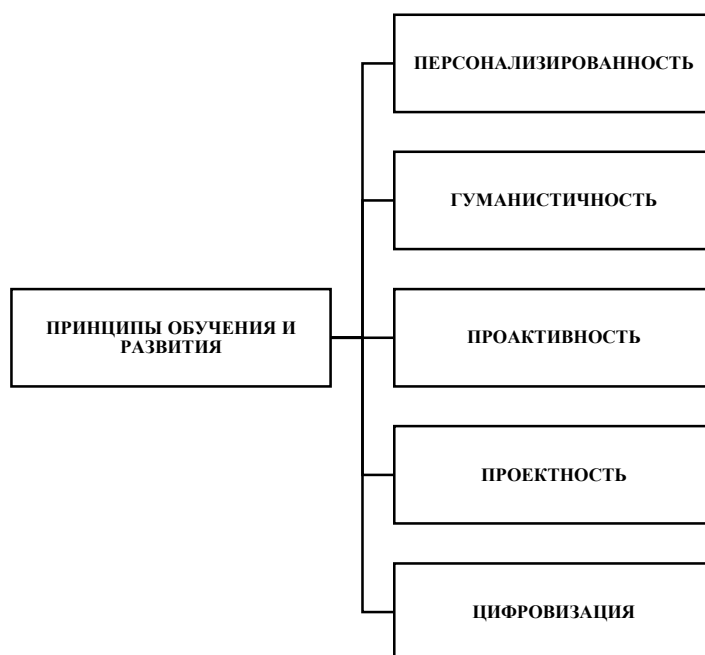 ПЕРСОНАЛИЗИРОВАННОСТЬ
ГУМАНИСТИЧНОСТЬ
ПРИНЦИПЫ ОБУЧЕНИЯ И
РАЗВИТИЯ
ПРОАКТИВНОСТЬ
ПРОЕКТНОСТЬ
ЦИФРОВИЗАЦИЯ